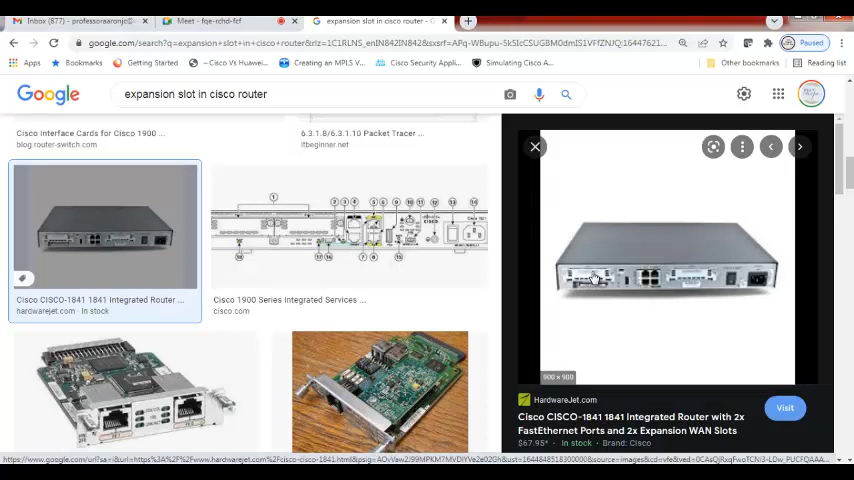 Inbox (877) - professoraaronjc@
Meet - fqe-rchd-fcf
expansion slot in cisco router -
google.com/search?q=expansion+slot+in+cisco+router&rlz=1C1RLNS_enIN842IN842&sxsrf=
Paused
Apps
Bookmarks
Getting Started
– Cisco Vs Huawei...
Creating an MPLS V...
Cisco Security Appli...
Simulating Cisco A...
Other bookmarks
Reading list
Google
expansion slot in cisco router
Cisco Interface Cards for Cisco 1900 ...
blog.router-switch.com
6.3.1.8/6.3.1.10 Packet Tracer ...
itbeginner.net
Cisco CISCO-1841 1841 Integrated Router ...
hardwarejet.com · In stock
Cisco 1900 Series Integrated Services ...
cisco.com
900 × 900
HardwareJet.com
Cisco CISCO-1841 1841 Integrated Router with 2x
FastEthernet Ports and 2x Expansion WAN Slots
$67.95* · In stock · Brand: Cisco
Visit